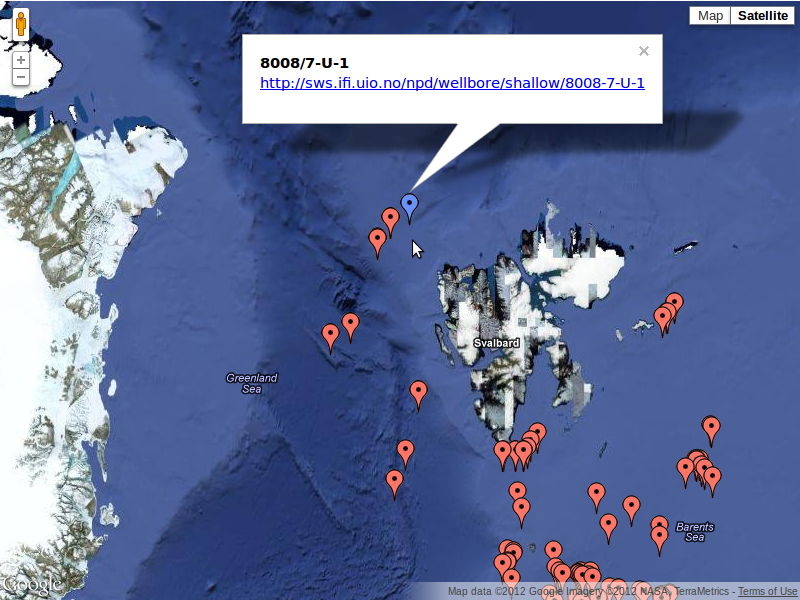 Map Satellite
8008/7-U-1
http://sws.ifi.uio.no/npd/wellbore/shallow/8008-7-U-1
Svalbard
Greenland
Sea
Barents
Sea
Google
Map data ©2012 Google Imagery ©2012 NASA, TerraMetrics - Terms of Use